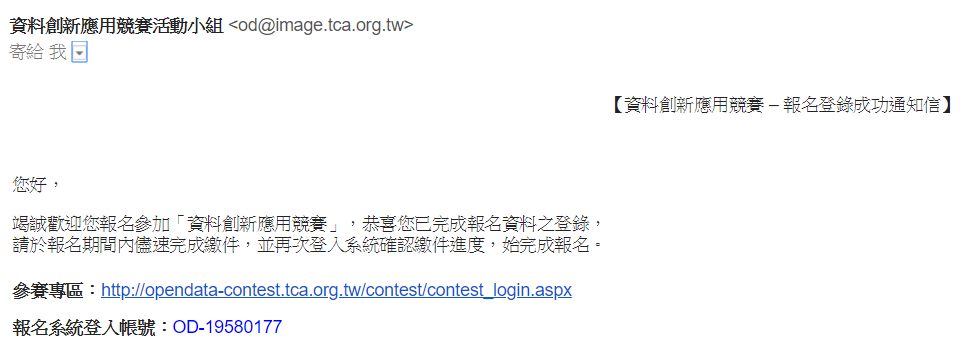 資料創新應用競賽活動小組 <od@image.tca.org.tw>
寄給 我
【資料創新應用競賽 – 報名登錄成功通知信】
您好，
竭誠歡迎您報名參加「資料創新應用競賽」，恭喜您已完成報名資料之登錄，
請於報名期間內儘速完成繳件，並再次登入系統確認繳件進度，始完成報名。
參賽專區：http://opendata-contest.tca.org.tw/contest/contest_login.aspx
報名系統登入帳號：OD-19580177